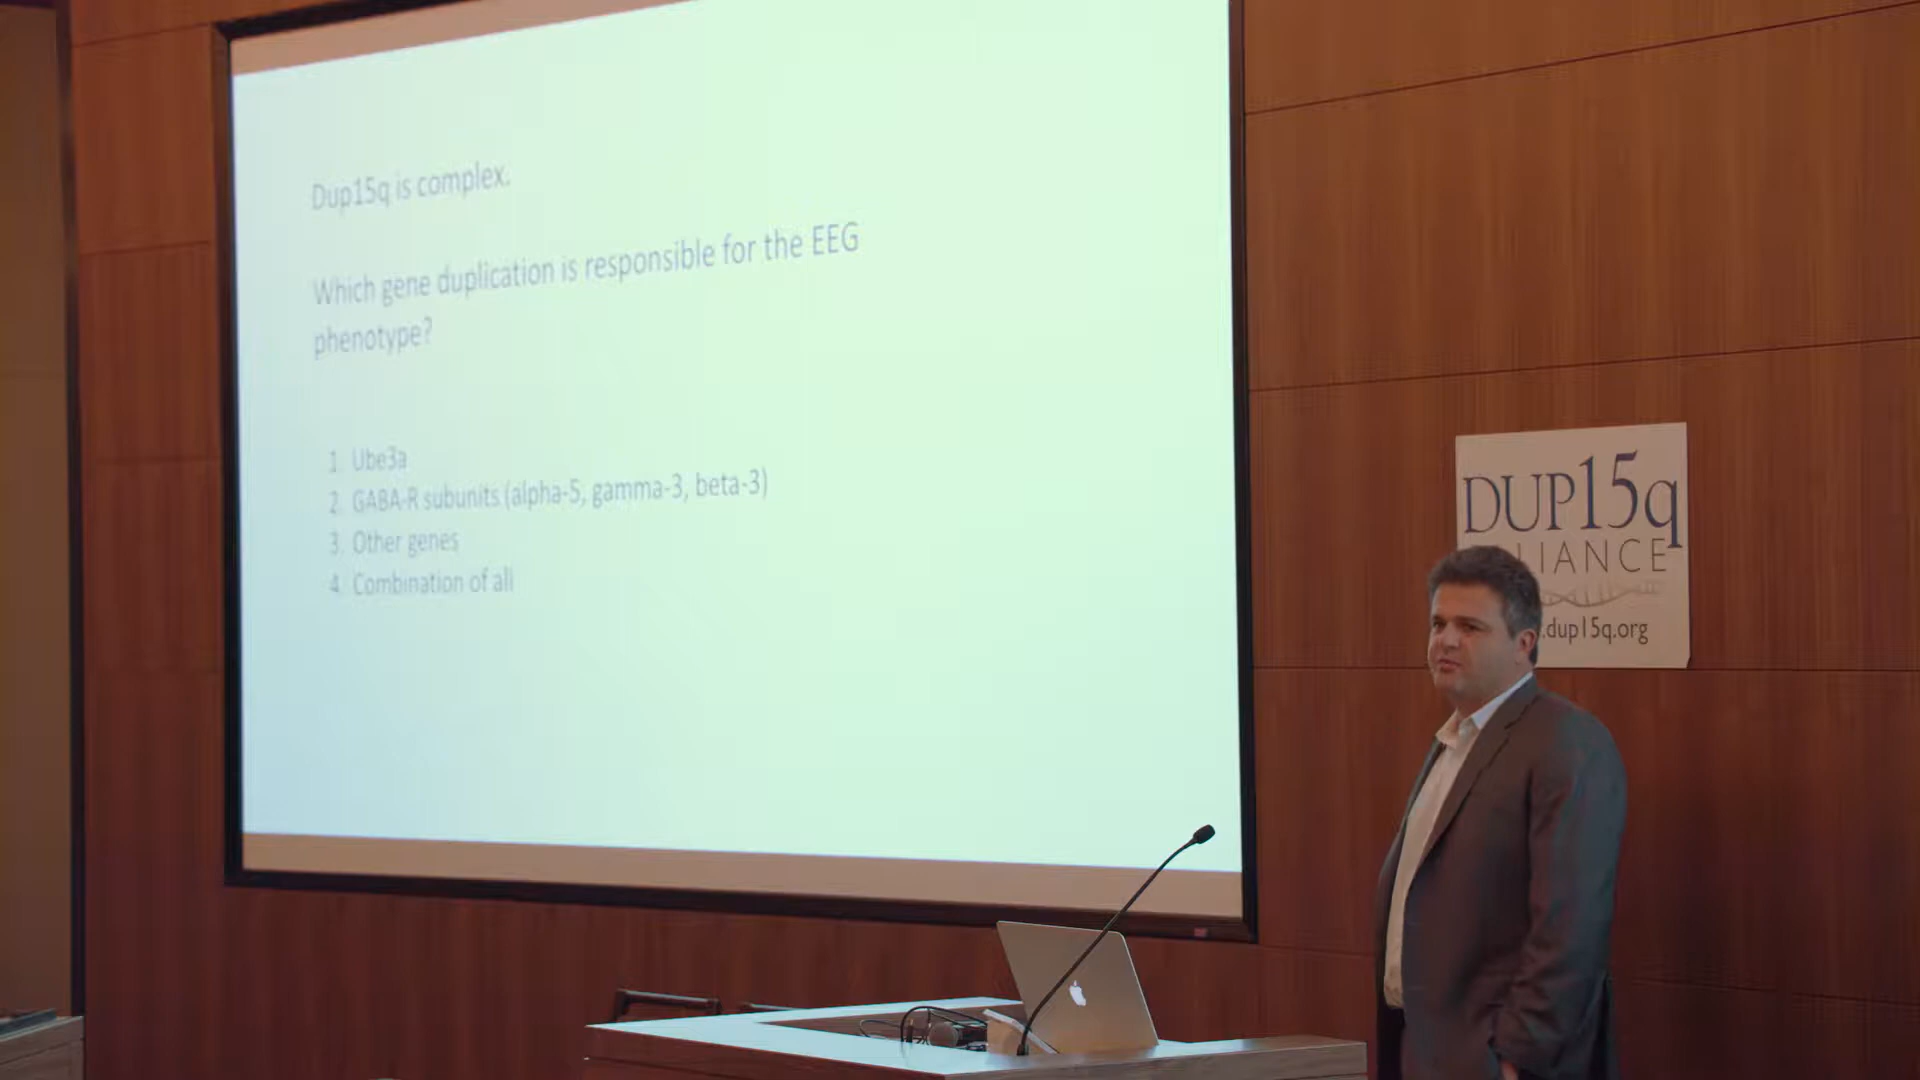 Dup15q is complex.
Which gene duplication is responsible for the EEG
phenotype?
1. Ube3a
2. GABA-R subunits (alpha-5, gamma-3, beta-3)
3. Other genes
4. Combination of all
DUP15q
LIANCE
.dup15q.org